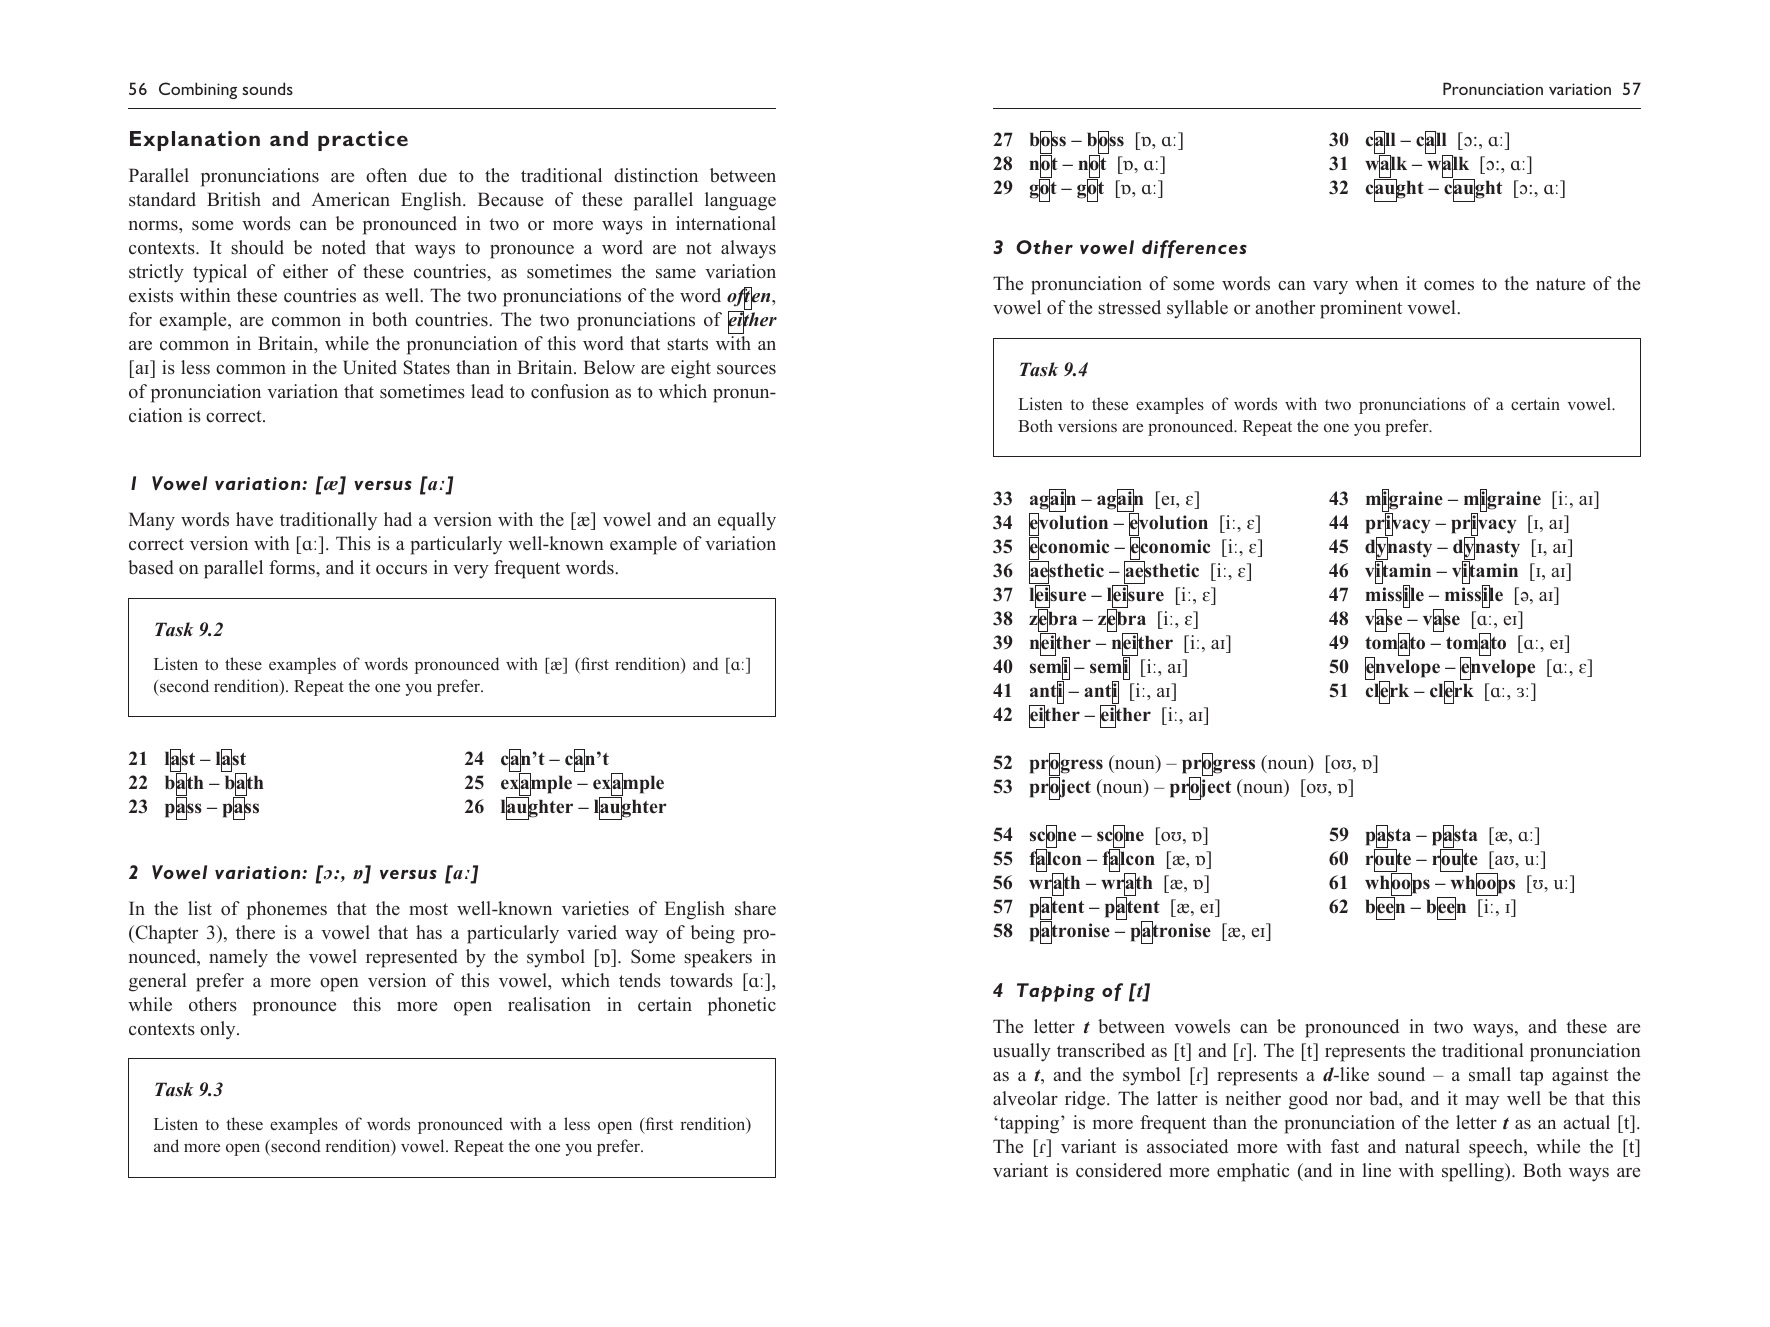 56 Combining sounds
Explanation and practice
Parallel pronunciations are often due to the traditional distinction between
standard British and American English. Because of these parallel language
norms, some words can be pronounced in two or more ways in international
contexts. It should be noted that ways to pronounce a word are not always
strictly typical of either of these countries, as sometimes the same variation
exists within these countries as well. The two pronunciations of the word often,
for example, are common in both countries. The two pronunciations of either
are common in Britain, while the pronunciation of this word that starts with an
[aɪ] is less common in the United States than in Britain. Below are eight sources
of pronunciation variation that sometimes lead to confusion as to which pronun-
ciation is correct.
1 Vowel variation: [æ] versus [ɑː]
Many words have traditionally had a version with the [æ] vowel and an equally
correct version with [ɑː]. This is a particularly well-known example of variation
based on parallel forms, and it occurs in very frequent words.
Task 9.2
Listen to these examples of words pronounced with [æ] (first rendition) and [ɑː]
(second rendition). Repeat the one you prefer.
21 last – last
22 bath – bath
23 pass – pass
24 can’t – can’t
25 example – example
26 laughter – laughter
2 Vowel variation: [ɔː, ɒ] versus [ɑː]
In the list of phonemes that the most well-known varieties of English share
(Chapter 3), there is a vowel that has a particularly varied way of being pro-
nounced, namely the vowel represented by the symbol [ɒ]. Some speakers in
general prefer a more open version of this vowel, which tends towards [ɑː],
while others pronounce this more open realisation in certain phonetic
contexts only.
Task 9.3
Listen to these examples of words pronounced with a less open (first rendition)
and more open (second rendition) vowel. Repeat the one you prefer.
Pronunciation variation 57
27 boss – boss [ɒ, ɑː]
28 not – not [ɒ, ɑː]
29 got – got [ɒ, ɑː]
30 call – call [ɔː, ɑː]
31 walk – walk [ɔː, ɑː]
32 caught – caught [ɔː, ɑː]
3 Other vowel differences
The pronunciation of some words can vary when it comes to the nature of the
vowel of the stressed syllable or another prominent vowel.
Task 9.4
Listen to these examples of words with two pronunciations of a certain vowel.
Both versions are pronounced. Repeat the one you prefer.
33 again – again [eɪ, ɛ]
34 evolution – evolution [iː, ɛ]
35 economic – economic [iː, ɛ]
36 aesthetic – aesthetic [iː, ɛ]
37 leisure – leisure [iː, ɛ]
38 zebra – zebra [iː, ɛ]
39 neither – neither [iː, aɪ]
40 semi – semi [iː, aɪ]
41 anti – anti [iː, aɪ]
42 either – either [iː, aɪ]
43 migraine – migraine [iː, aɪ]
44 privacy – privacy [ɪ, aɪ]
45 dynasty – dynasty [ɪ, aɪ]
46 vitamin – vitamin [ɪ, aɪ]
47 missile – missile [ə, aɪ]
48 vase – vase [ɑː, eɪ]
49 tomato – tomato [ɑː, eɪ]
50 envelope – envelope [ɑː, ɛ]
51 clerk – clerk [ɑː, ɜː]
52 progress (noun) – progress (noun) [oʊ, ɒ]
53 project (noun) – project (noun) [oʊ, ɒ]
54 scone – scone [oʊ, ɒ]
55 falcon – falcon [æ, ɒ]
56 wrath – wrath [æ, ɒ]
57 patent – patent [æ, eɪ]
58 patronise – patronise [æ, eɪ]
59 pasta – pasta [æ, ɑː]
60 route – route [aʊ, uː]
61 whoops – whoops [ʊ, uː]
62 been – been [iː, ɪ]
4 Tapping of [t]
The letter t between vowels can be pronounced in two ways, and these are
usually transcribed as [t] and [ɾ]. The [t] represents the traditional pronunciation
as a t, and the symbol [ɾ] represents a d-like sound – a small tap against the
alveolar ridge. The latter is neither good nor bad, and it may well be that this
‘tapping’ is more frequent than the pronunciation of the letter t as an actual [t].
The [ɾ] variant is associated more with fast and natural speech, while the [t]
variant is considered more emphatic (and in line with spelling). Both ways are